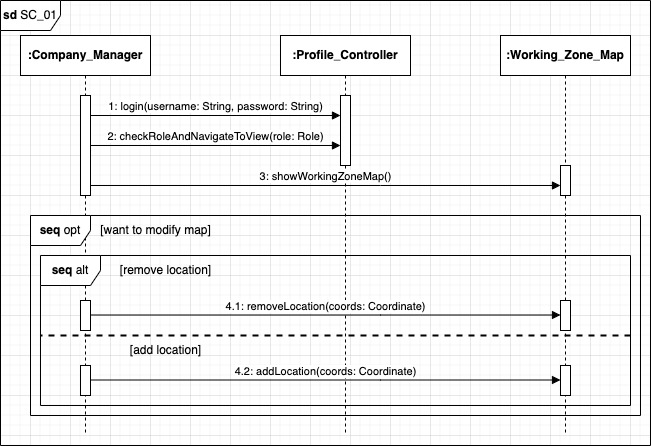 sd SC_01
:Company_Manager
:Profile_Controller
:Working_Zone_Map
1: login(username: String, password: String)
2: checkRoleAndNavigateToView(role: Role)
3: showWorkingZoneMap()
seq opt [want to modify map]
seq alt [remove location]
4.1: removeLocation(coords: Coordinate)
[add location]
4.2: addLocation(coords: Coordinate)